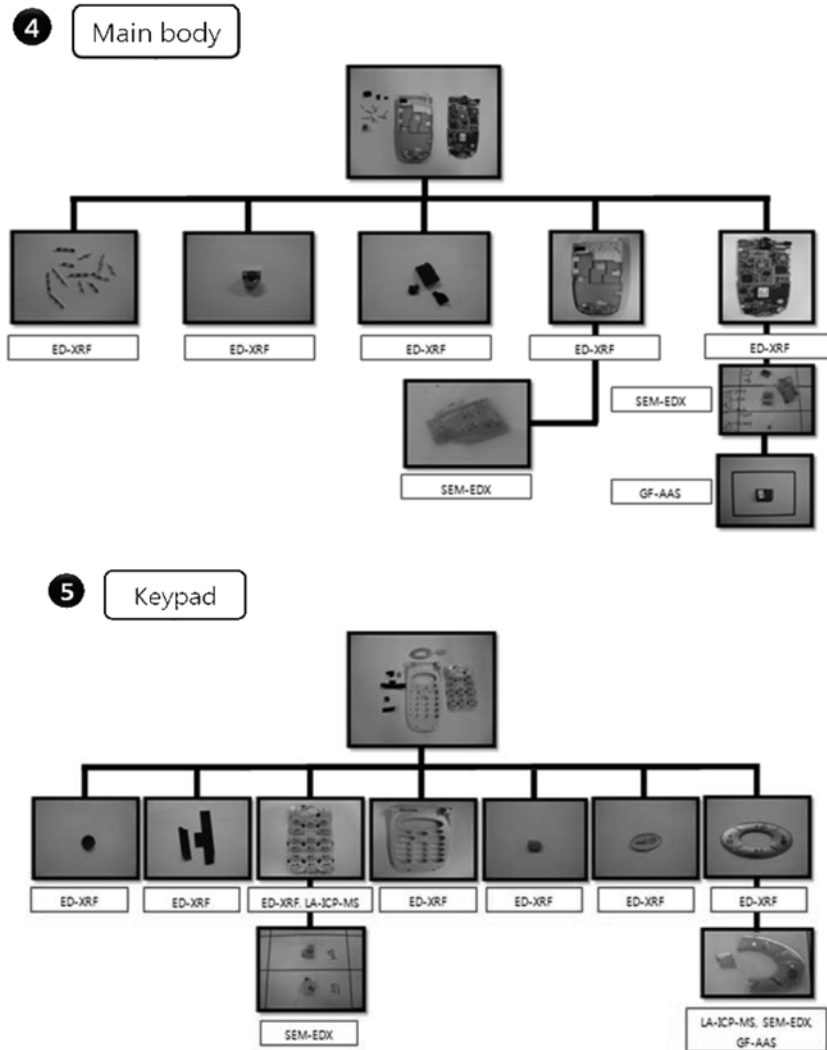 4 Main body
ED-XRF ED-XRF ED-XRF ED-XRF ED-XRF
SEM-EDX
SEM-EDX GF-AAS
5 Keypad
ED-XRF ED-XRF ED-XRF, LA-ICP-MS ED-XRF ED-XRF ED-XRF ED-XRF
SEM-EDX LA-ICP-MS, SEM-EDX,
GF-AAS